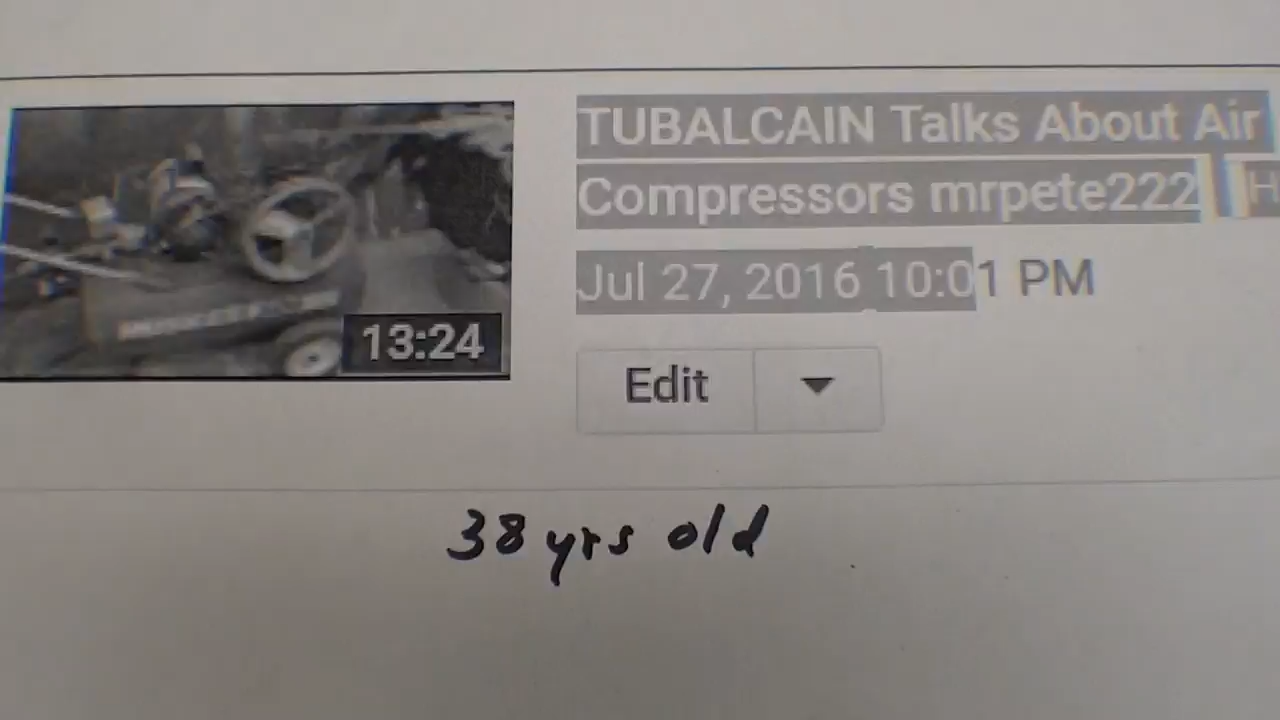 TUBALCAIN Talks About Air
Compressors mrpete222 H
Jul 27, 2016 10:01 PM
13:24
Edit
38 yrs old